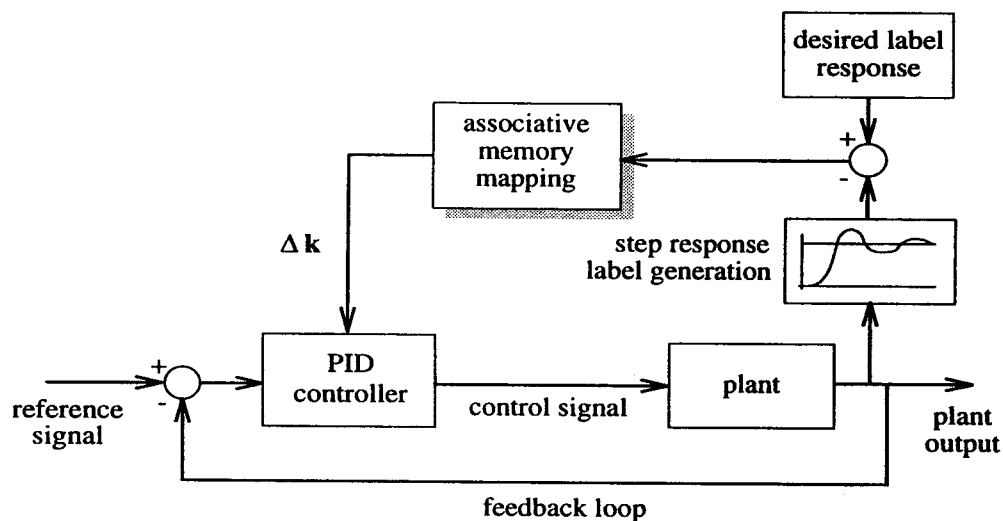 desired label
response
+
-
associative
memory
mapping
step response
label generation
Δ k
+
-
reference
signal
PID
controller
control signal
plant
plant
output
feedback loop